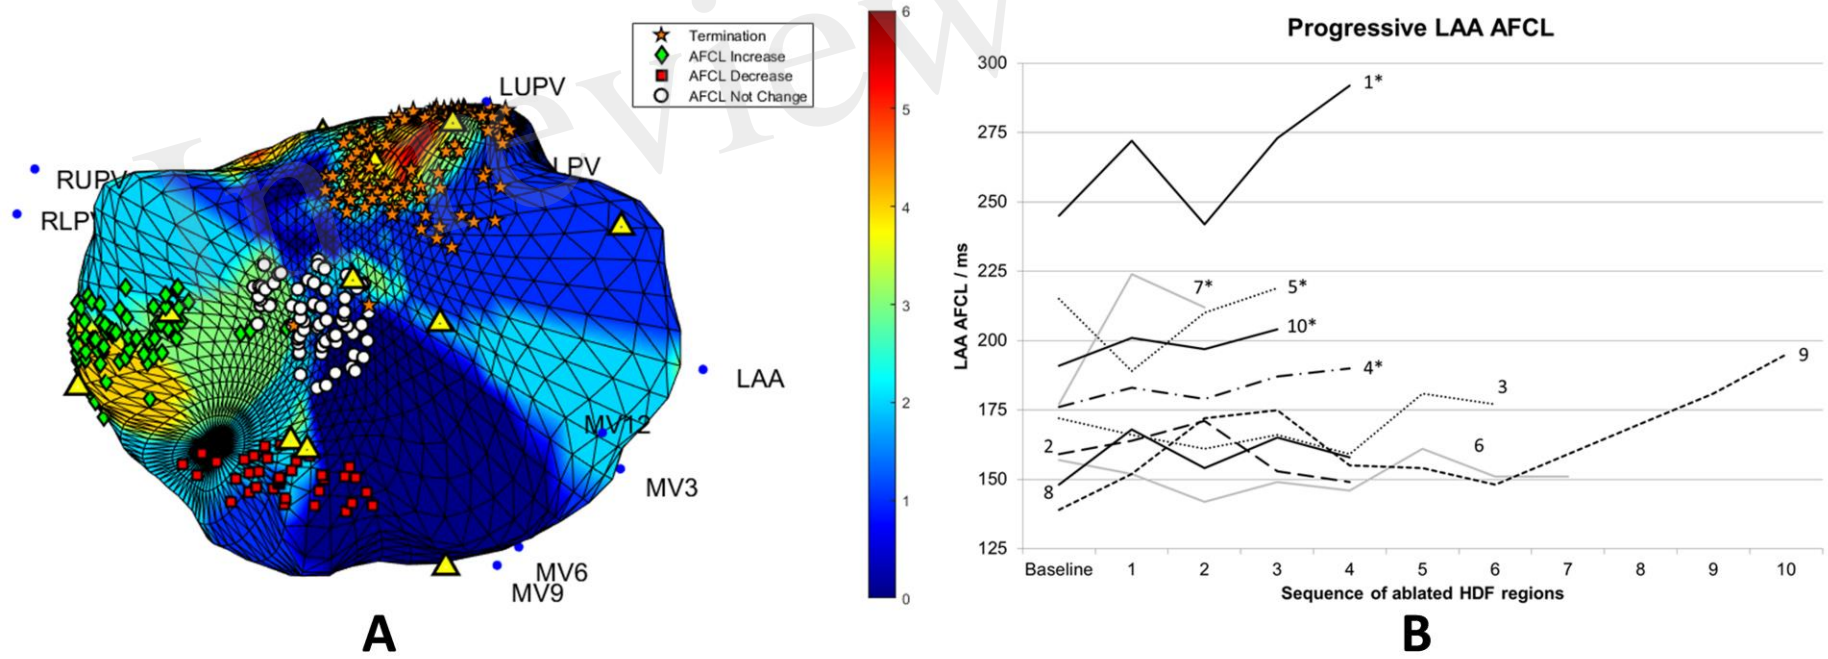 Termination
AFCL Increase
AFCL Decrease
AFCL Not Change
LUPV
LPV
RUPV
RLPV
LAA
MV12
MV3
MV6
MV9
6
5
4
3
2
1
0
A
Progressive LAA AFCL
LAA AFCL / ms
300
275
250
225
200
175
150
125
1*
7*
5*
10*
4*
9
3
2
6
8
Baseline 1 2 3 4 5 6 7 8 9 10
Sequence of ablated HDF regions
B
review